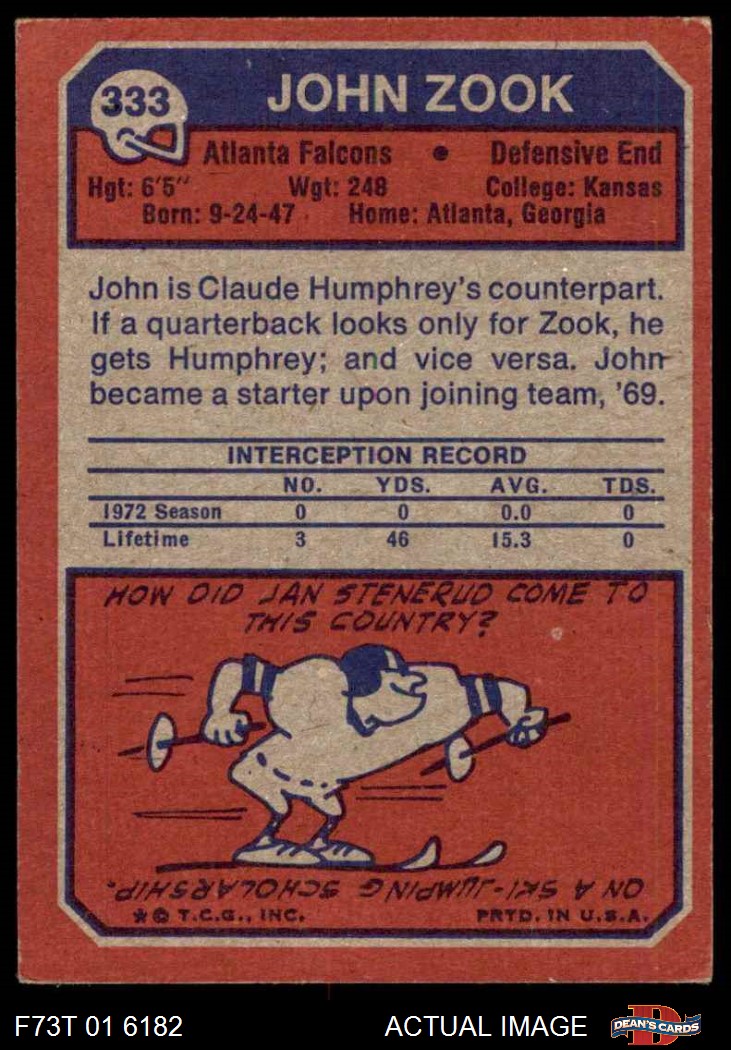 333
JOHN ZOOK
Atlanta Falcons • Defensive End
Hgt: 6'5" Wgt: 248 College: Kansas
Born: 9-24-47 Home: Atlanta, Georgia
John is Claude Humphrey's counterpart.
If a quarterback looks only for Zook, he
gets Humphrey; and vice versa. John
became a starter upon joining team, '69.
INTERCEPTION RECORD
NO. YDS. AVG. TDS.
1972 Season 0 0 0.0 0
Lifetime 3 46 15.3 0
HOW DID JAN STENERUD COME TO
THIS COUNTRY?
ON A SKI-JUMPING SCHOLARSHIP.
★© T.C.G., INC. PRTD. IN U.S.A.
F73T 01 6182 ACTUAL IMAGE
D
DEAN'S CARDS